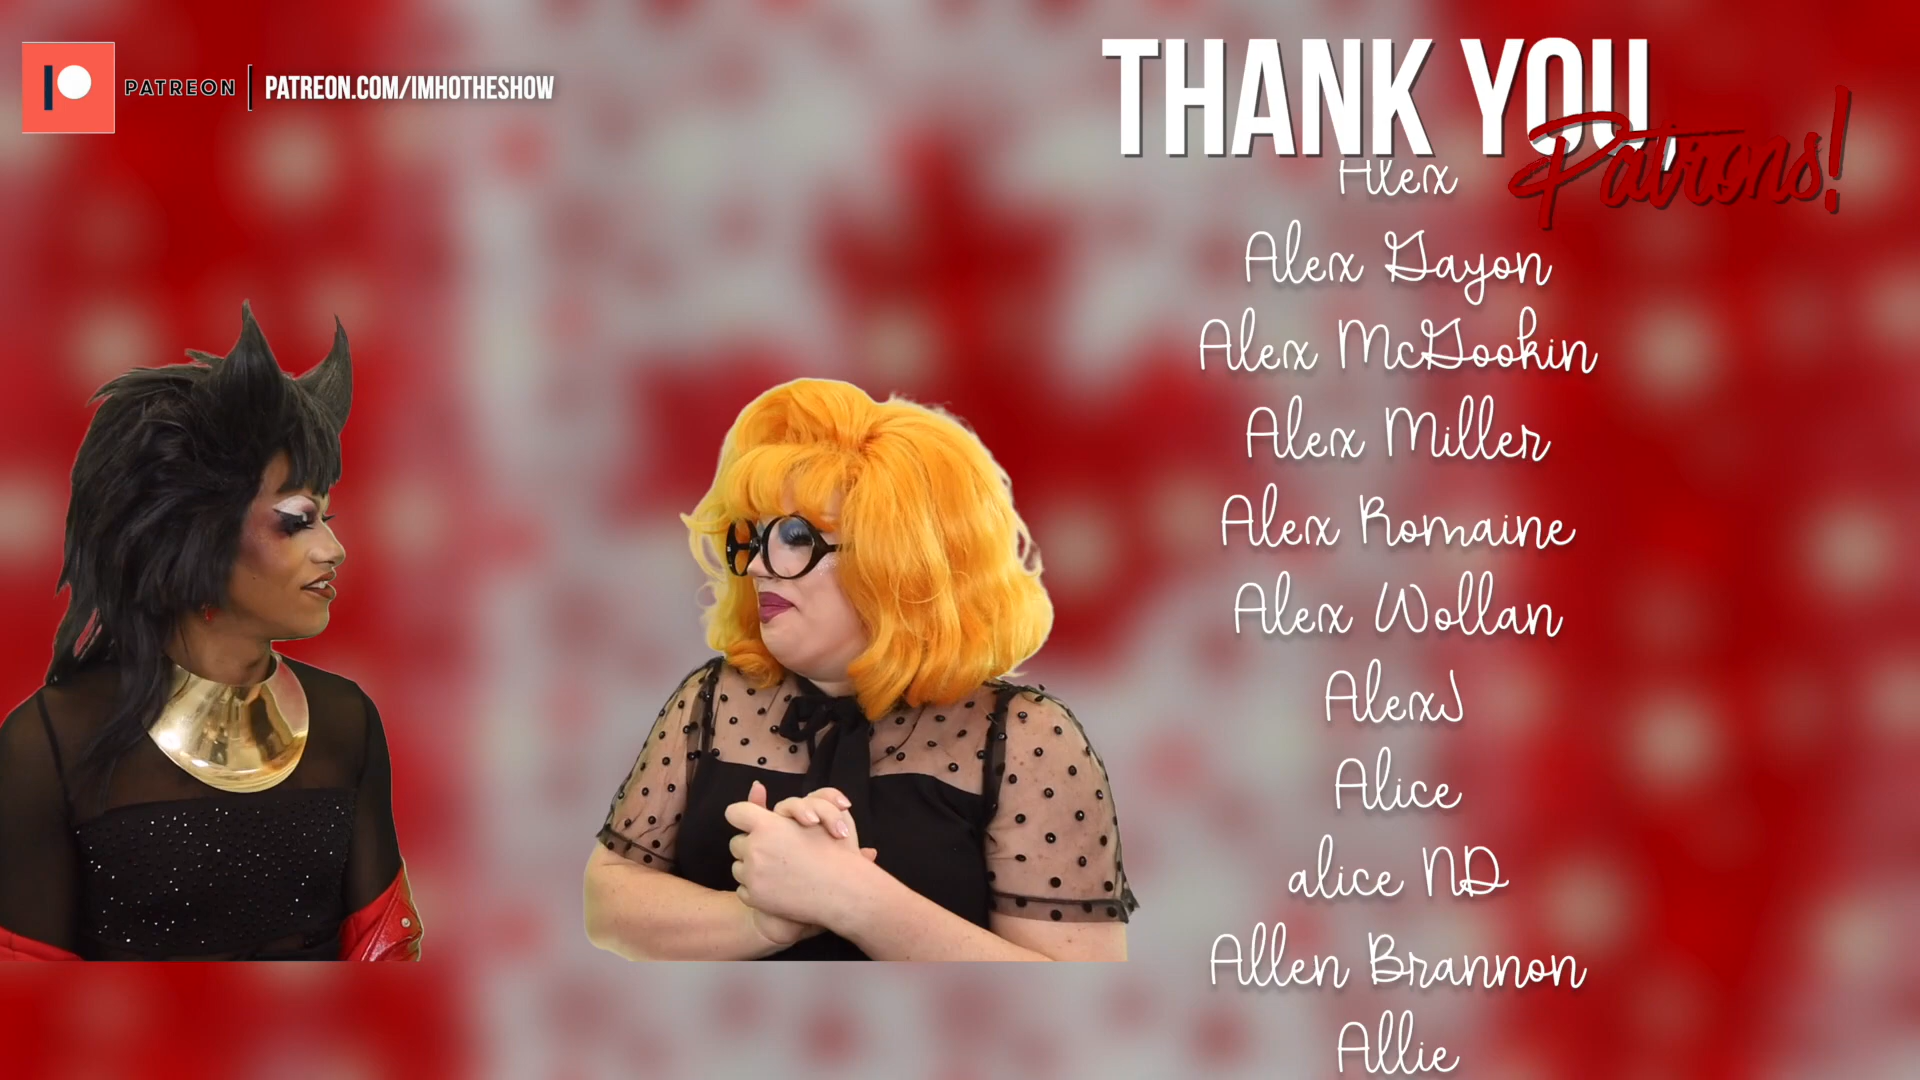 PATREON | PATREON.COM/IMHOTHESHOW
THANK YOU,
Patrons!
Alex
Alex Gayon
Alex McGookin
Alex Miller
Alex Romaine
Alex Wollan
AlexJ
Alice
alice ND
Allen Brannon
Allie